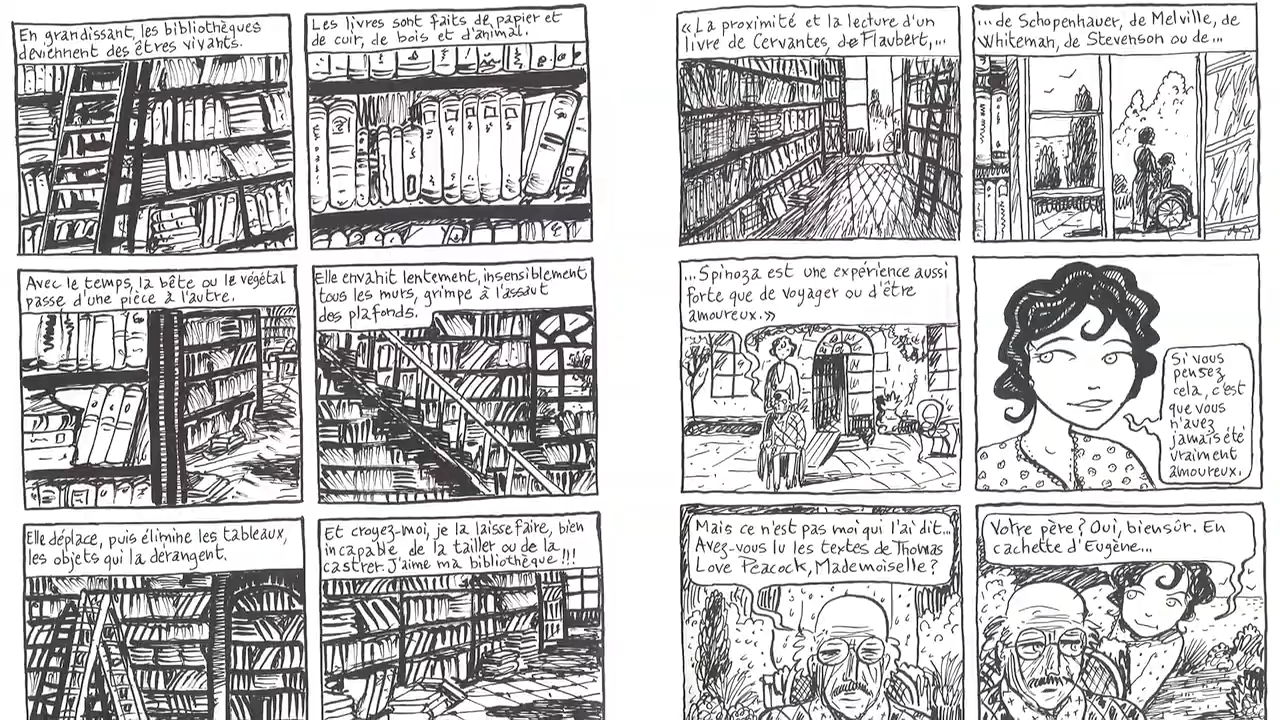 En grandissant, les bibliothèques
deviennent des êtres vivants.
Les livres sont faits de papier et
de cuir, de bois et d'animal.
Avec le temps, la bête ou le végétal
passe d'une pièce à l'autre.
Elle envahit lentement, insensiblement
tous les murs, grimpe à l'assaut
des plafonds.
Elle déplace, puis élimine les tableaux,
les objets qui la dérangent.
Et croyez-moi, je la laisse faire, bien
incapable de la tailler ou de la
castrer. J'aime ma bibliothèque!!!
«La proximité et la lecture d'un
livre de Cervantes, de Flaubert,...
...de Schopenhauer, de Melville, de
Whiteman, de Stevenson ou de...
...Spinoza est une expérience aussi
forte que de voyager ou d'être
amoureux.»
Si vous
pensez
cela, c'est
que vous
n'avez
jamais été
vraiment
amoureux.
Mais ce n'est pas moi qui l'ai dit...
Avez-vous lu les textes de Thomas
Love Peacock, Mademoiselle?
Votre père? Oui, biensûr. En
cachette d'Eugène...